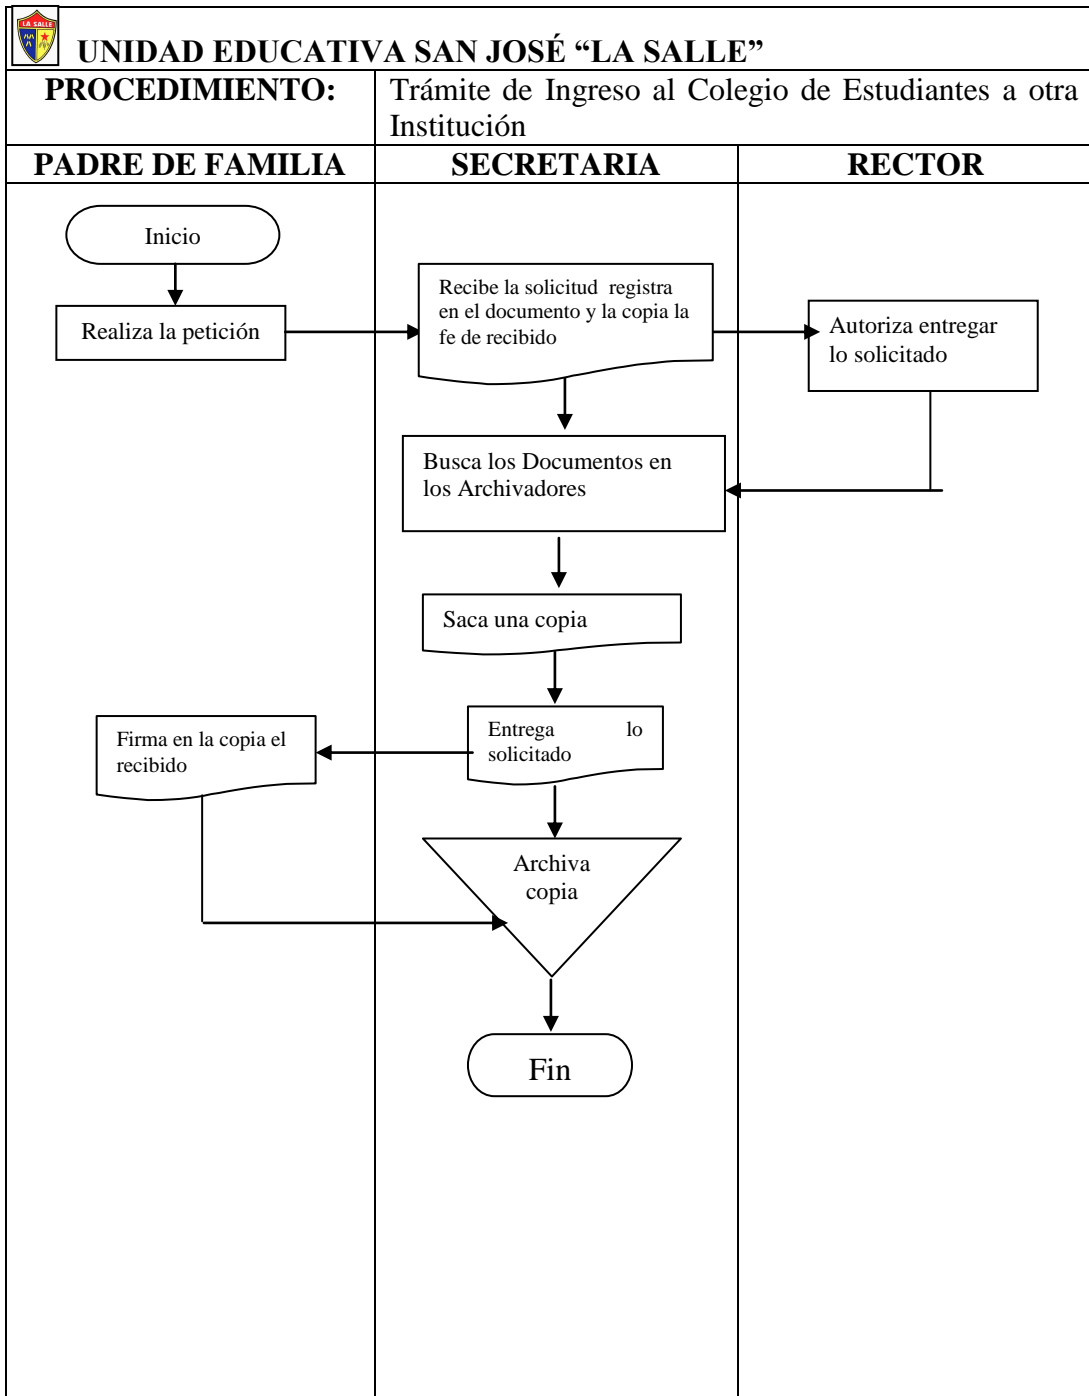 LA SALLE
UNIDAD EDUCATIVA SAN JOSÉ “LA SALLE”
PROCEDIMIENTO:
Trámite de Ingreso al Colegio de Estudiantes a otra
Institución
PADRE DE FAMILIA
SECRETARIA
RECTOR
Inicio
Realiza la petición
Recibe la solicitud registra
en el documento y la copia la
fe de recibido
Autoriza entregar
lo solicitado
Busca los Documentos en
los Archivadores
Saca una copia
Entrega lo
solicitado
Firma en la copia el
recibido
Archiva
copia
Fin